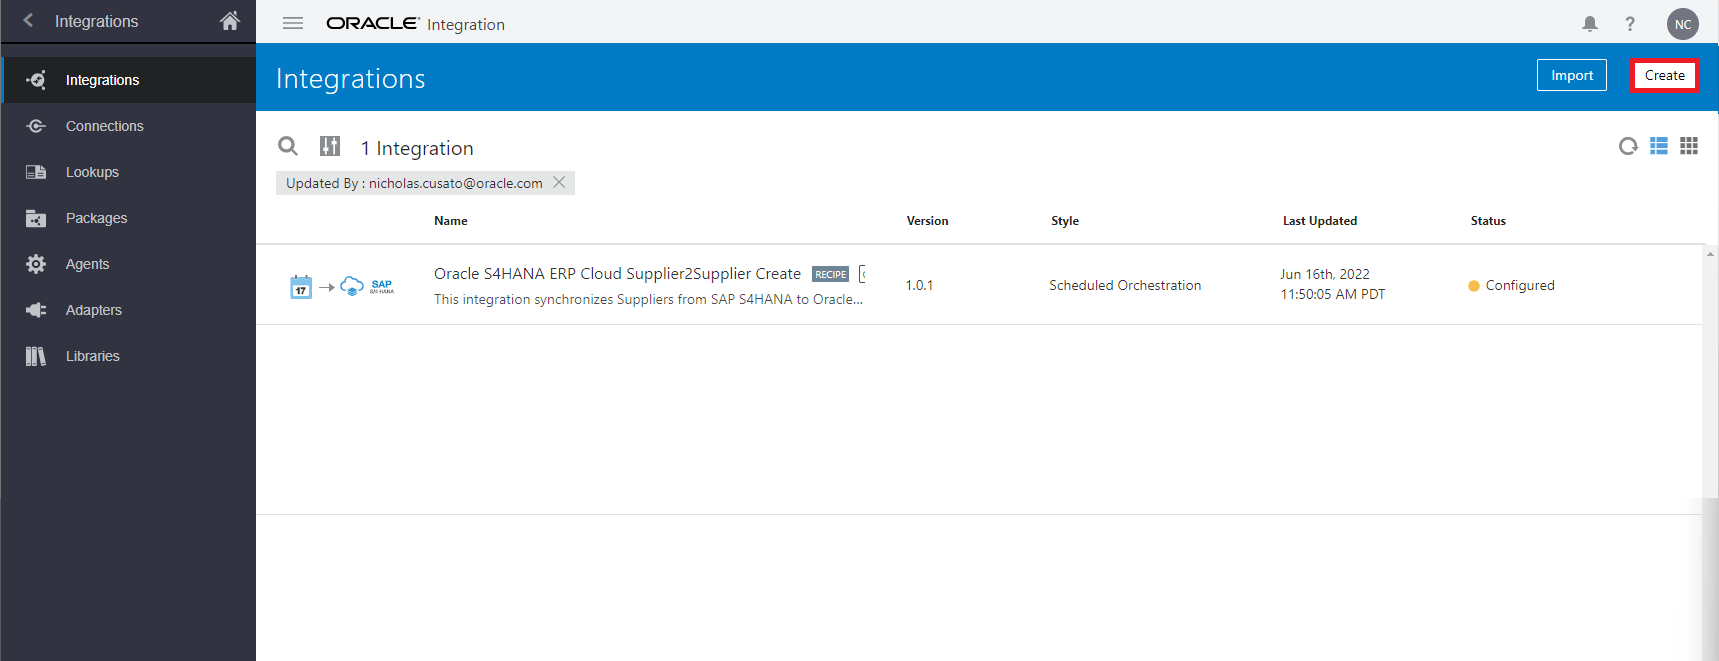 Integrations
ORACLE Integration
NC
Integrations
Connections
Lookups
Packages
Agents
Adapters
Libraries
Integrations
Import
Create
1 Integration
Updated By : nicholas.cusato@oracle.com
Name Version Style Last Updated Status
17 SAP S/4 HANA
Oracle S4HANA ERP Cloud Supplier2Supplier Create RECIPE
This integration synchronizes Suppliers from SAP S4HANA to Oracle...
1.0.1
Scheduled Orchestration
Jun 16th, 2022
11:50:05 AM PDT
Configured